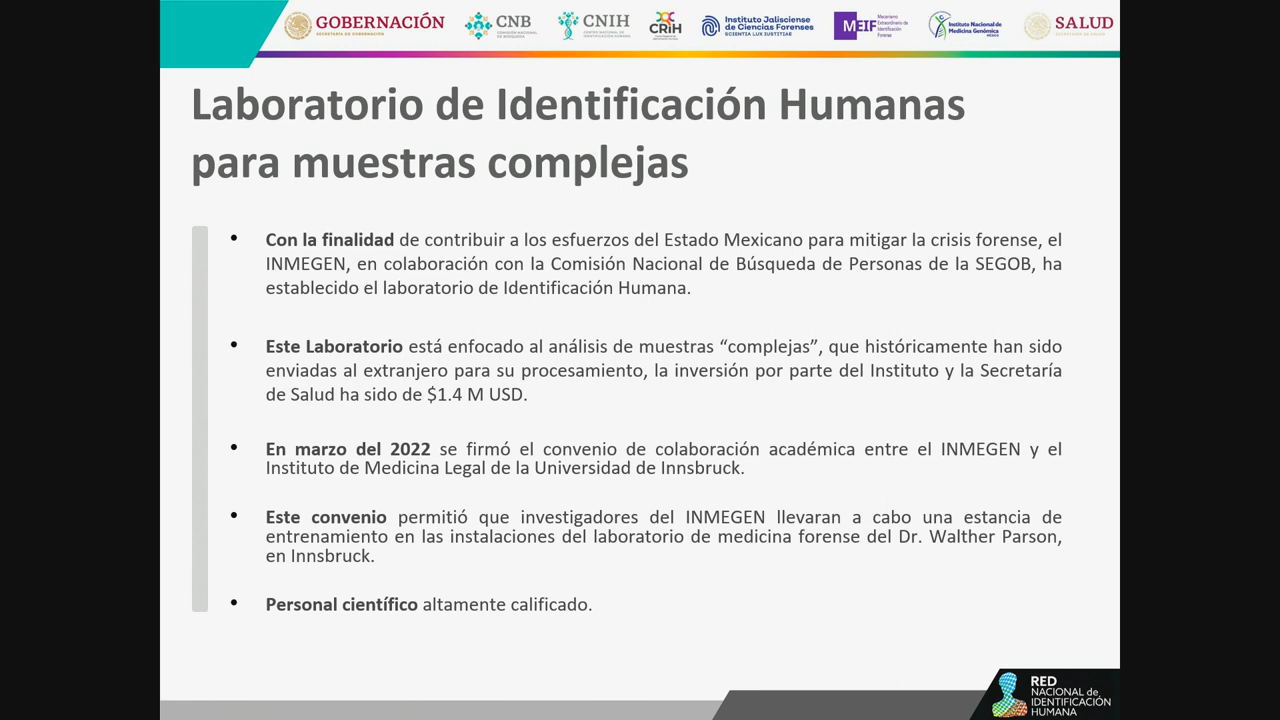 GOBERNACIÓN
SECRETARÍA DE GOBERNACIÓN
CNB
COMISIÓN NACIONAL DE BÚSQUEDA
CNIH
CENTRO NACIONAL DE IDENTIFICACIÓN HUMANA
CRIH
Instituto Jalisciense
de Ciencias Forenses
SCIENTIA LUX IUSTITIAE
MEIF
Mecanismo
Extraordinario de
Identificación
Forense
Instituto Nacional de
Medicina Genómica
MÉXICO
SALUD
SECRETARÍA DE SALUD
Laboratorio de Identificación Humanas
para muestras complejas
• Con la finalidad de contribuir a los esfuerzos del Estado Mexicano para mitigar la crisis forense, el
INMEGEN, en colaboración con la Comisión Nacional de Búsqueda de Personas de la SEGOB, ha
establecido el laboratorio de Identificación Humana.
• Este Laboratorio está enfocado al análisis de muestras “complejas”, que históricamente han sido
enviadas al extranjero para su procesamiento, la inversión por parte del Instituto y la Secretaría
de Salud ha sido de $1.4 M USD.
• En marzo del 2022 se firmó el convenio de colaboración académica entre el INMEGEN y el
Instituto de Medicina Legal de la Universidad de Innsbruck.
• Este convenio permitió que investigadores del INMEGEN llevaran a cabo una estancia de
entrenamiento en las instalaciones del laboratorio de medicina forense del Dr. Walther Parson,
en Innsbruck.
• Personal científico altamente calificado.
RED
NACIONAL de
IDENTIFICACIÓN
HUMANA